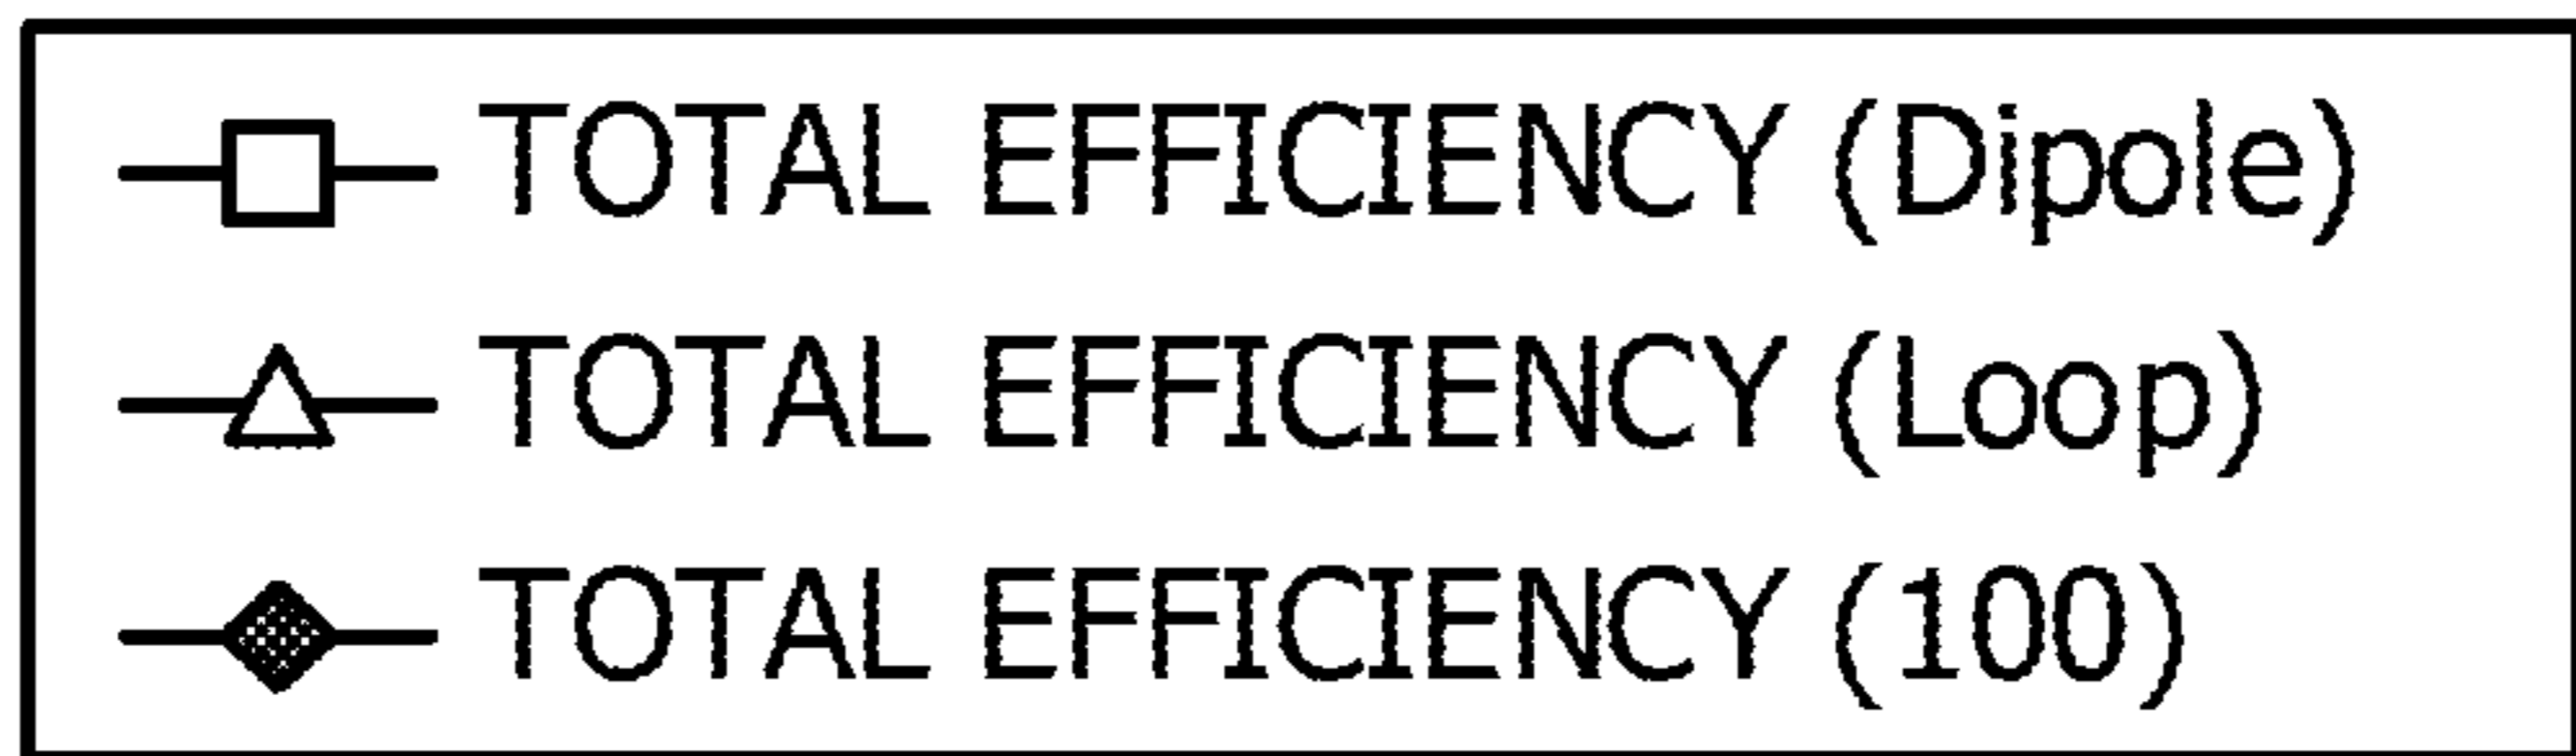 TOTAL EFFICIENCY (Dipole)
TOTAL EFFICIENCY (Loop)
TOTAL EFFICIENCY (100)